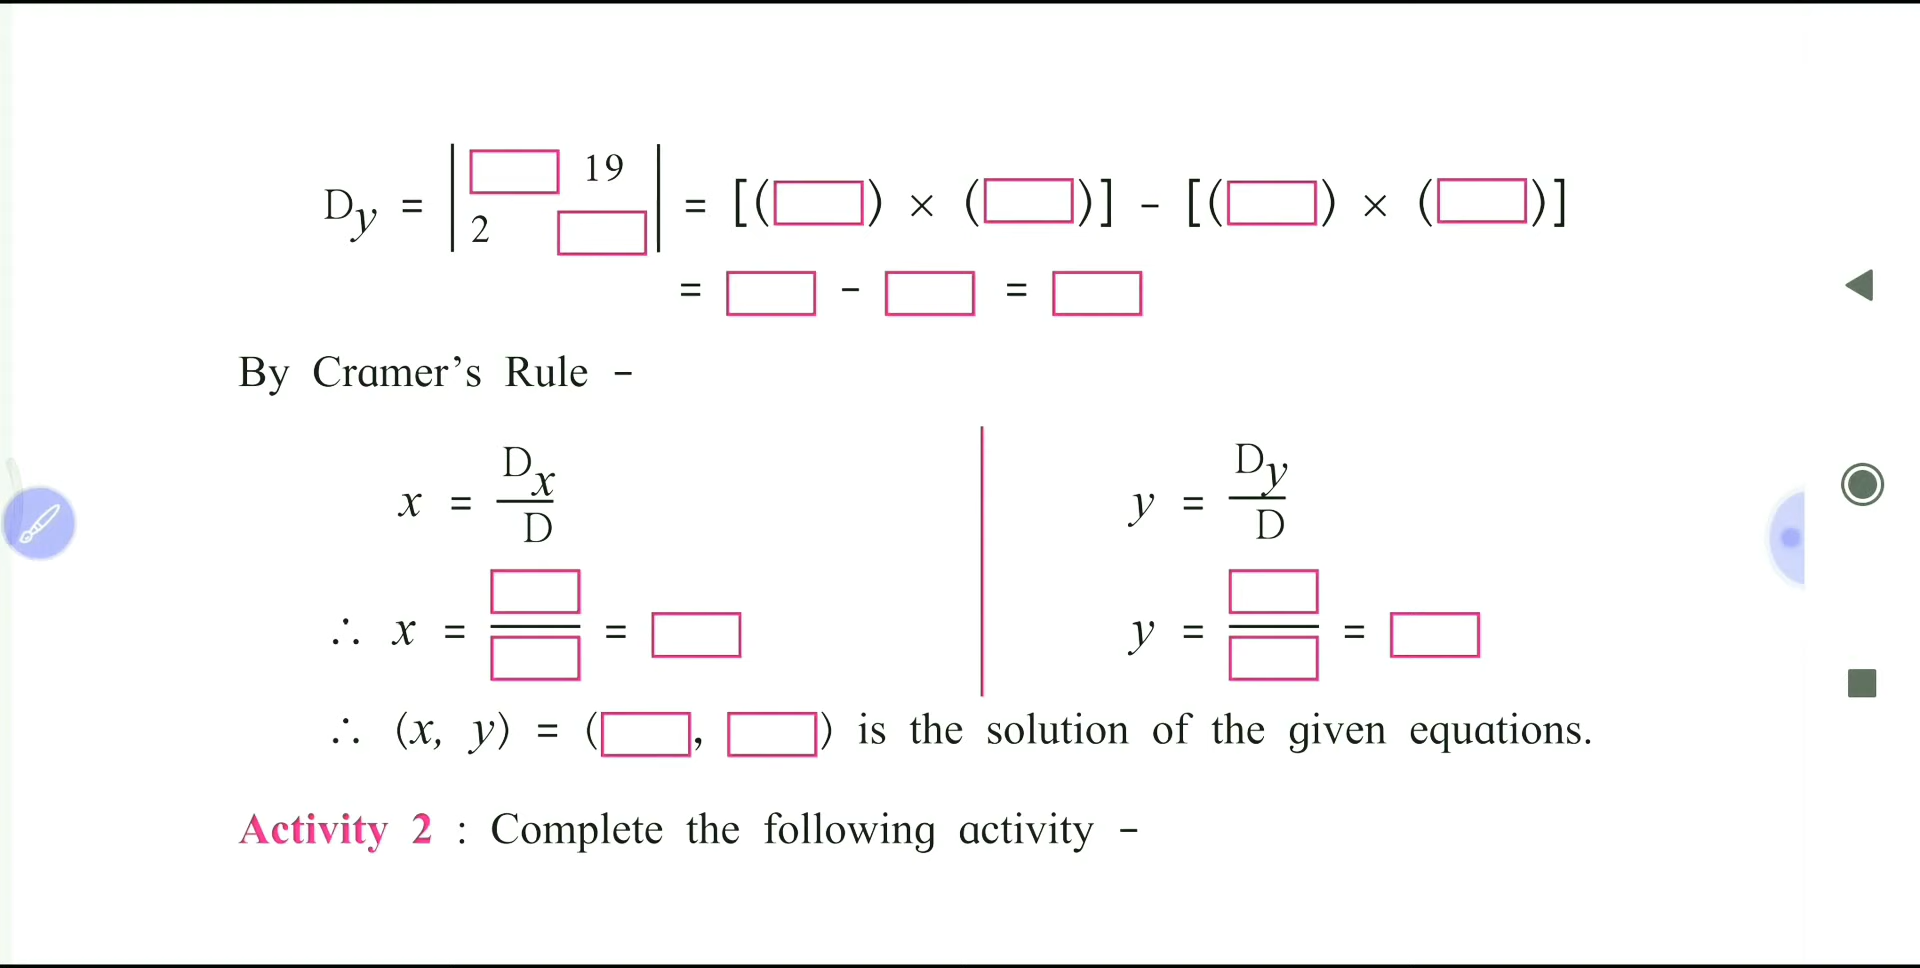 Dy = | □ 19 | = [(□) × (□)] - [(□) × (□)]
2 □
= □ - □ = □
By Cramer’s Rule -
x = Dx / D y = Dy / D
∴ x = □ / □ = □ y = □ / □ = □
∴ (x, y) = (□, □) is the solution of the given equations.
Activity 2 : Complete the following activity -